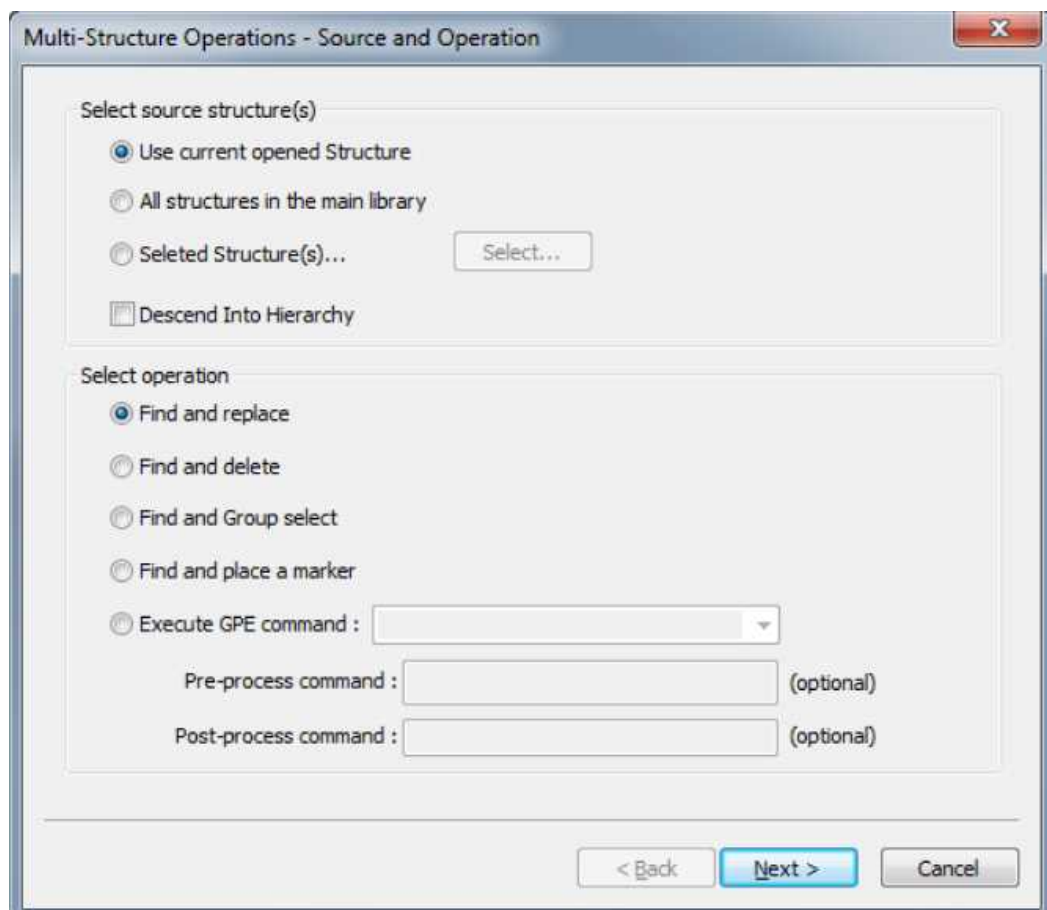 Multi-Structure Operations - Source and Operation
Select source structure(s)
Use current opened Structure
All structures in the main library
Seleted Structure(s)... Select...
Descend Into Hierarchy
Select operation
Find and replace
Find and delete
Find and Group select
Find and place a marker
Execute GPE command :
Pre-process command : (optional)
Post-process command : (optional)
< Back Next > Cancel